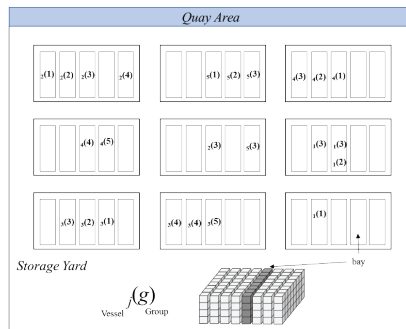 Quay Area
₂(1) ₂(2) ₂(3) ₂(4) ₅(1) ₅(2) ₅(3) ₄(3) ₄(2) ₄(1)
₄(4) ₄(5) ₂(3) ₅(3) ₁(3) ₁(3)
₁(2)
₃(3) ₃(2) ₃(1) ₃(4) ₃(4) ₃(5) ₁(1)
Storage Yard
bay
Vessel j(g) Group